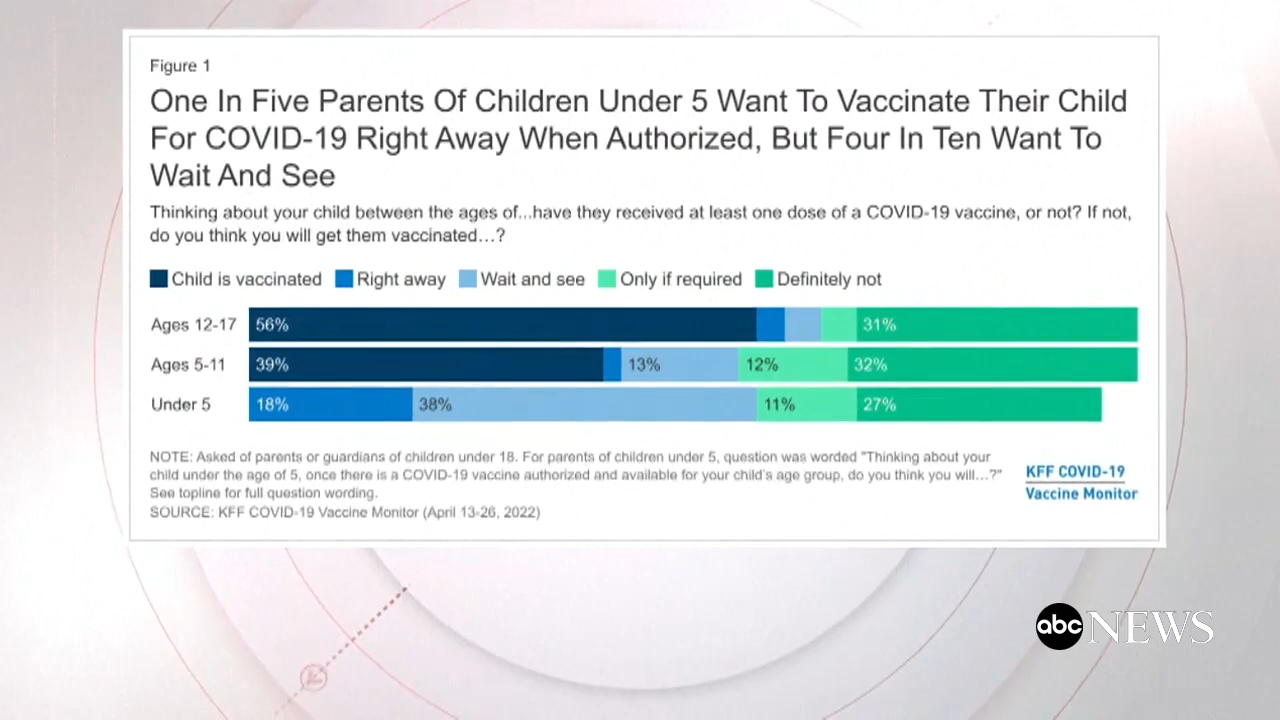 Figure 1
One In Five Parents Of Children Under 5 Want To Vaccinate Their Child
For COVID-19 Right Away When Authorized, But Four In Ten Want To
Wait And See
Thinking about your child between the ages of...have they received at least one dose of a COVID-19 vaccine, or not? If not,
do you think you will get them vaccinated...?
Child is vaccinated Right away Wait and see Only if required Definitely not
Ages 12-17 56% 31%
Ages 5-11 39% 13% 12% 32%
Under 5 18% 38% 11% 27%
NOTE: Asked of parents or guardians of children under 18. For parents of children under 5, question was worded "Thinking about your
child under the age of 5, once there is a COVID-19 vaccine authorized and available for your child's age group, do you think you will...?"
See topline for full question wording.
SOURCE: KFF COVID-19 Vaccine Monitor (April 13-26, 2022)
KFF COVID-19
Vaccine Monitor
abc NEWS